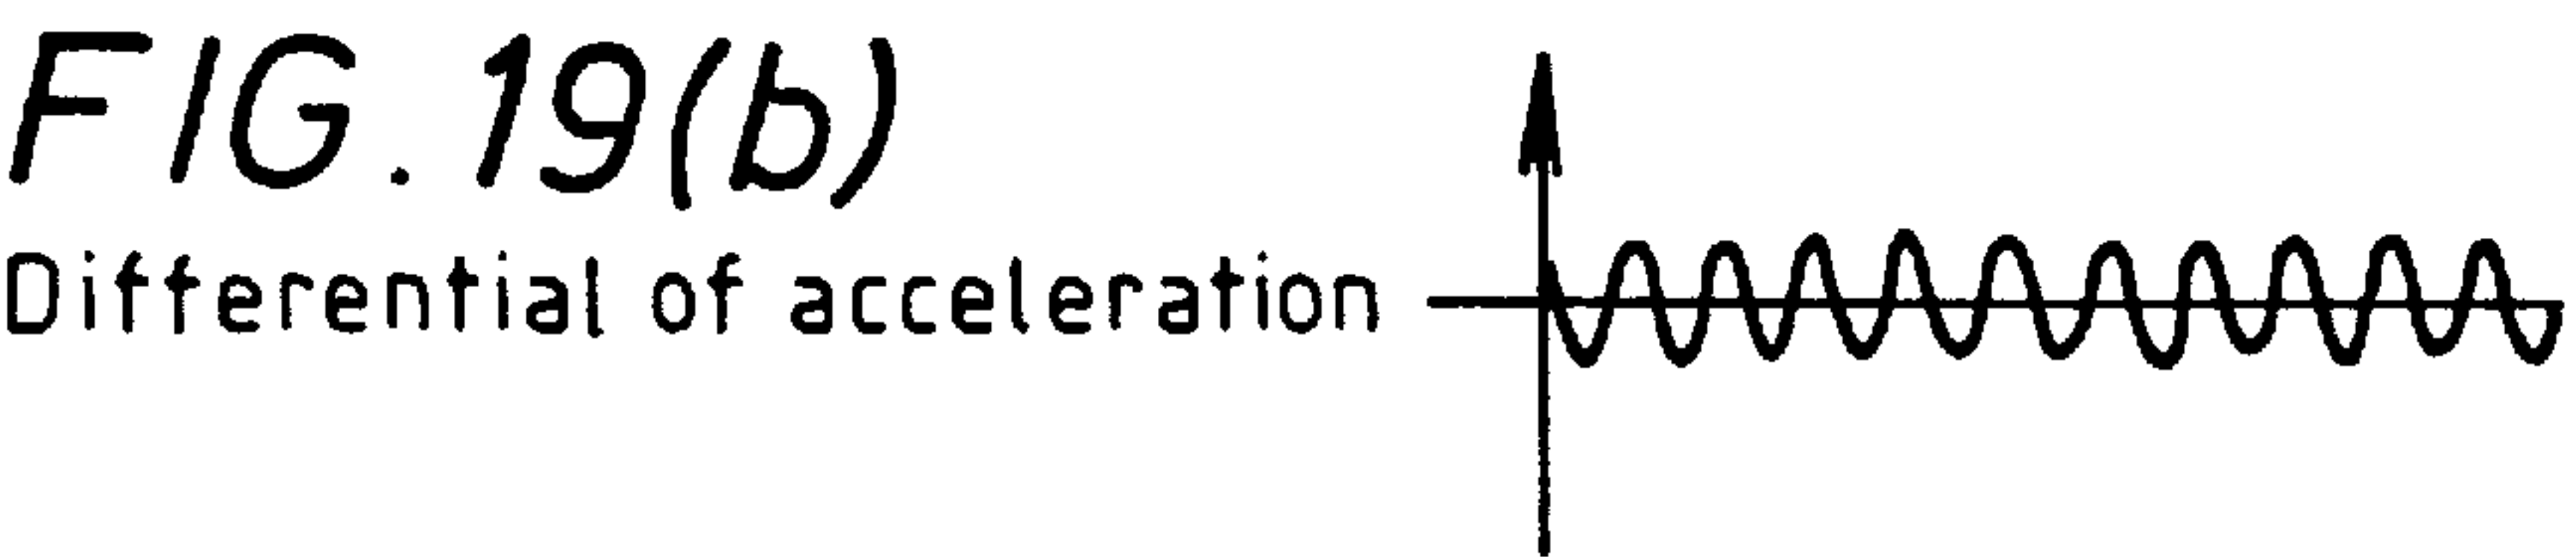 FIG. 19(b)
Differential of acceleration